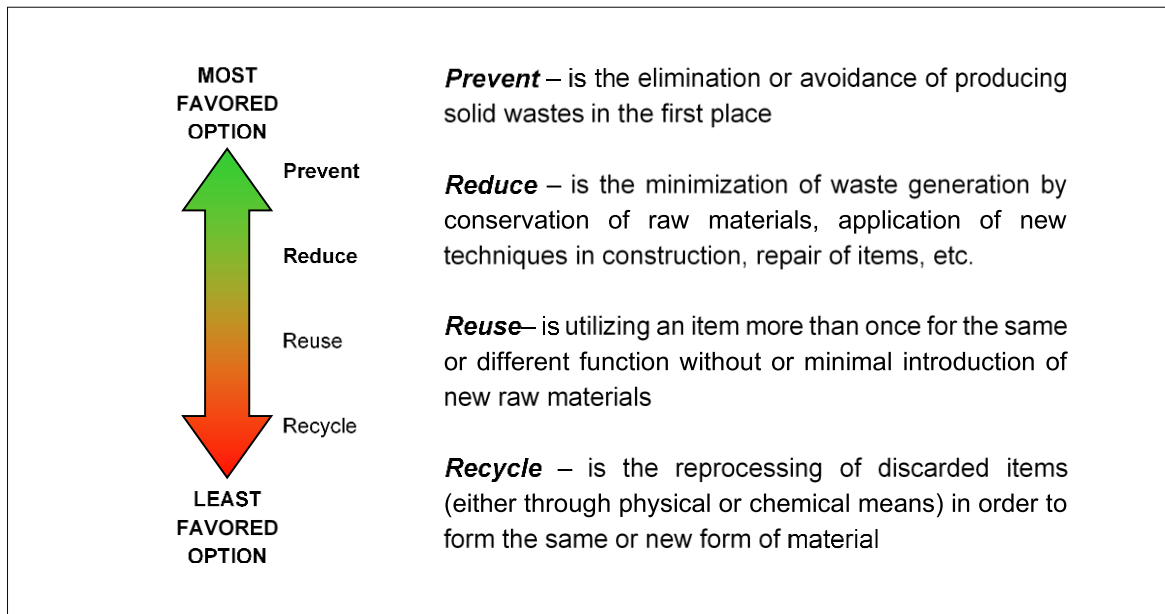 MOST
FAVORED
OPTION
Prevent
Reduce
Reuse
Recycle
LEAST
FAVORED
OPTION
Prevent – is the elimination or avoidance of producing
solid wastes in the first place
Reduce – is the minimization of waste generation by
conservation of raw materials, application of new
techniques in construction, repair of items, etc.
Reuse– is utilizing an item more than once for the same
or different function without or minimal introduction of
new raw materials
Recycle – is the reprocessing of discarded items
(either through physical or chemical means) in order to
form the same or new form of material